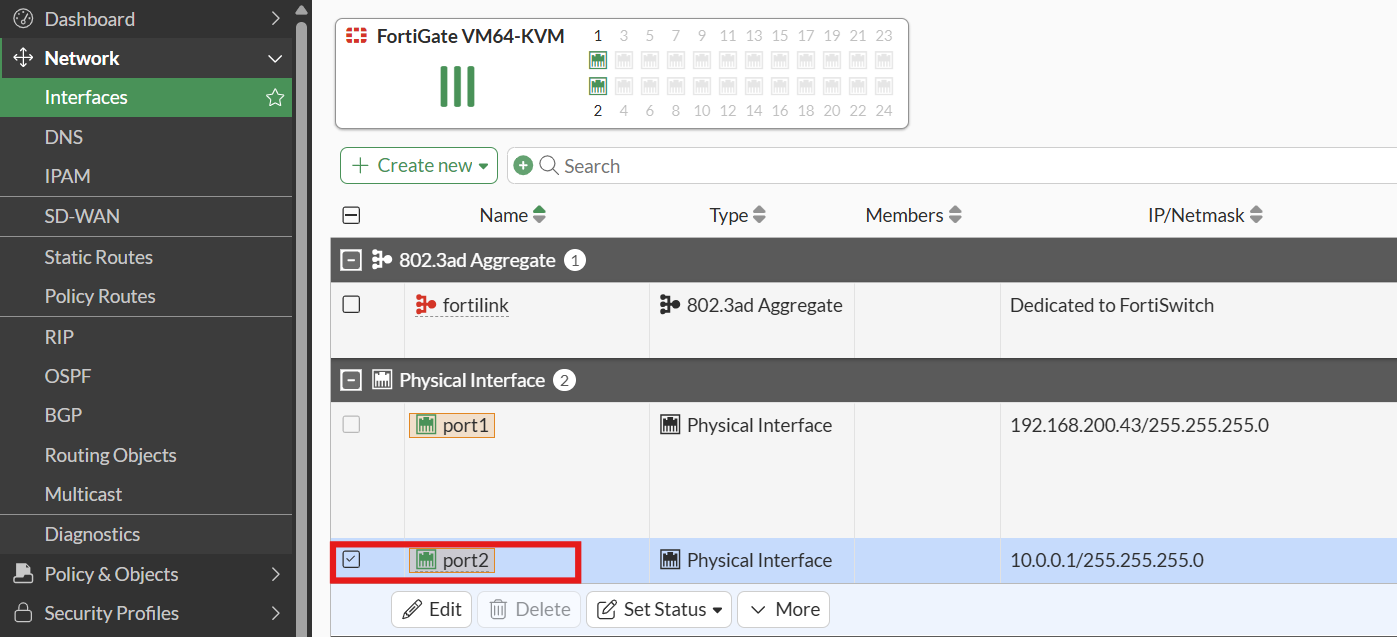 Dashboard
Network
Interfaces
DNS
IPAM
SD-WAN
Static Routes
Policy Routes
RIP
OSPF
BGP
Routing Objects
Multicast
Diagnostics
Policy & Objects
Security Profiles
FortiGate VM64-KVM
1 3 5 7 9 11 13 15 17 19 21 23
2 4 6 8 10 12 14 16 18 20 22 24
Create new
Search
Name Type Members IP/Netmask
802.3ad Aggregate 1
fortilink 802.3ad Aggregate Dedicated to FortiSwitch
Physical Interface 2
port1 Physical Interface 192.168.200.43/255.255.255.0
port2 Physical Interface 10.0.0.1/255.255.255.0
Edit Delete Set Status More